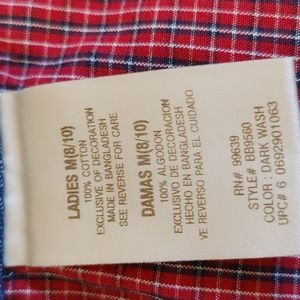 LADIES M(8/10)
100% COTTON
EXCLUSIVE OF DECORATION
MADE IN BANGLADESH
SEE REVERSE FOR CARE
DAMAS M(8/10)
100% ALGODON
EXCLUSIVO DE DECORACION
HECHO EN BANGLADESH
VE REVERSO PARA EL CUIDADO
RN# 99639
STYLE# BB9560
COLOR : DARK WASH
UPC# 6 0692901063